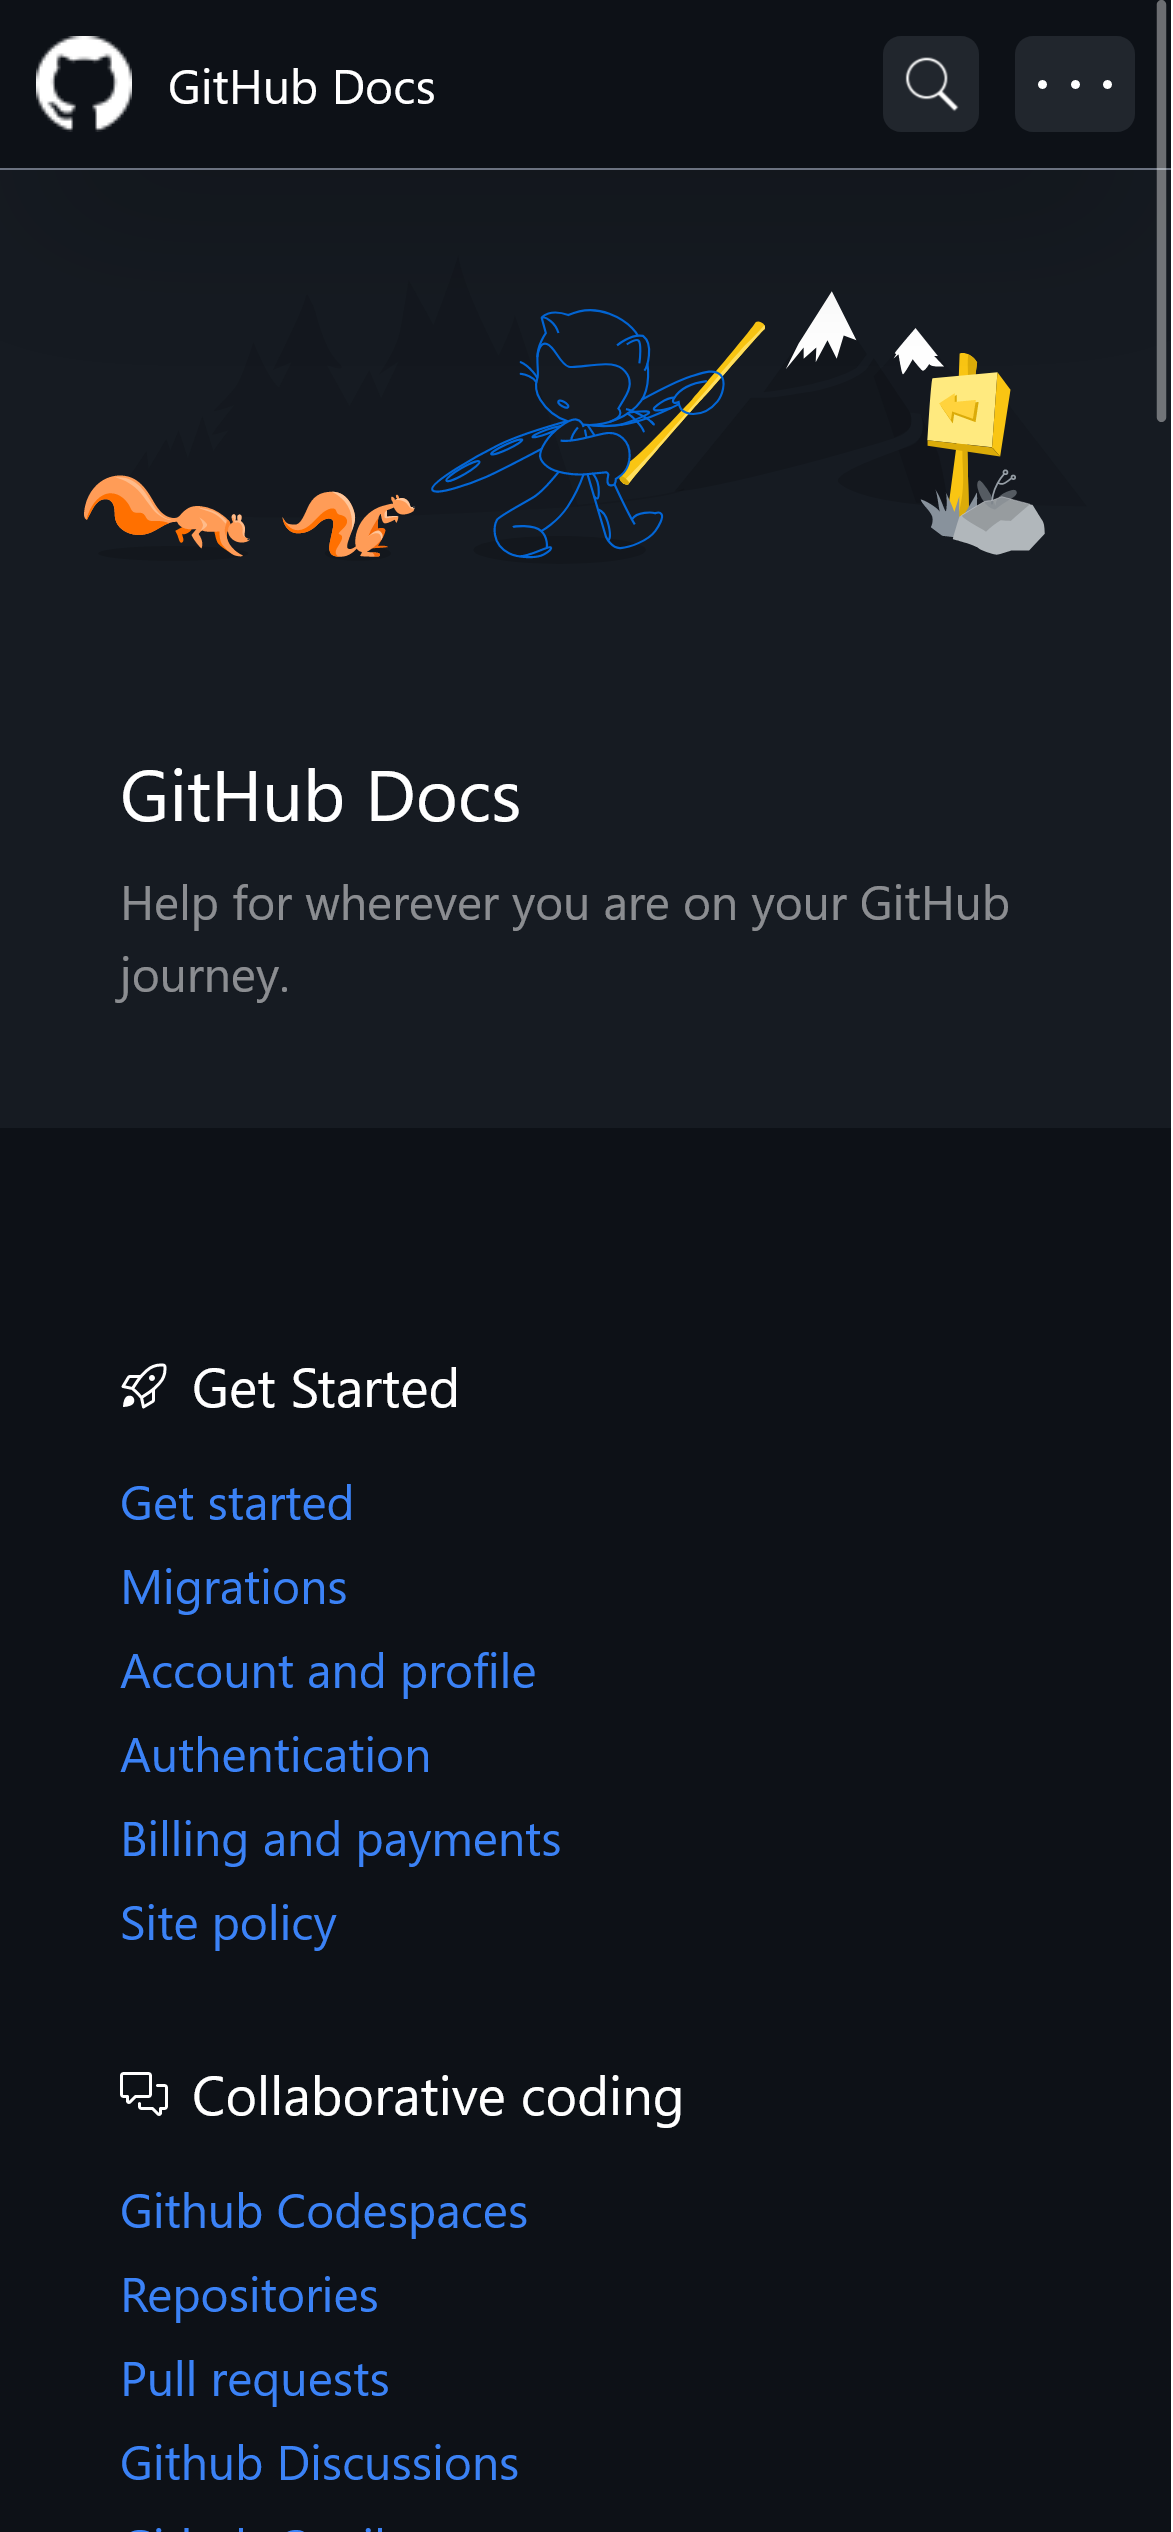 GitHub Docs
GitHub Docs
Help for wherever you are on your GitHub
journey.
Get Started
Get started
Migrations
Account and profile
Authentication
Billing and payments
Site policy
Collaborative coding
Github Codespaces
Repositories
Pull requests
Github Discussions